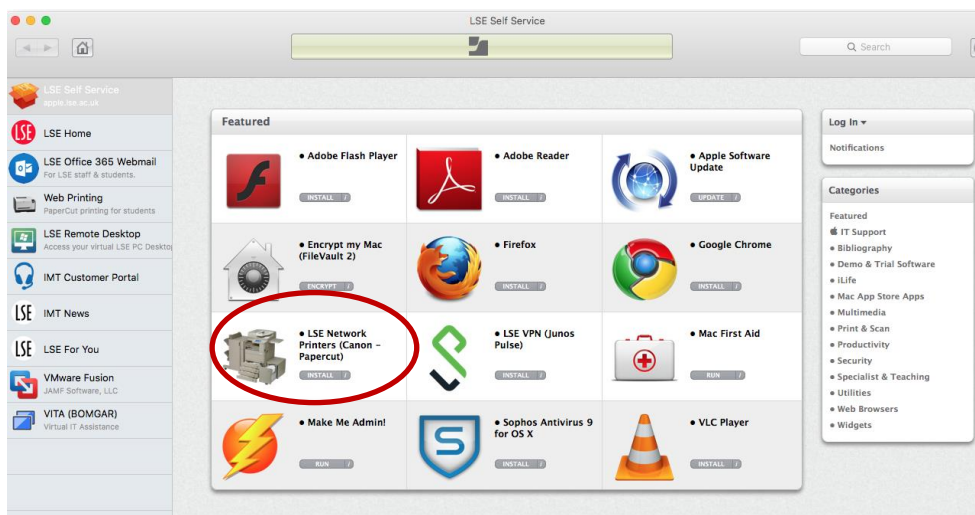 LSE Self Service
Search
LSE Self Service
apple.lse.ac.uk
LSE
LSE Home
LSE Office 365 Webmail
For LSE staff & students.
Web Printing
PaperCut printing for students
LSE Remote Desktop
Access your virtual LSE PC Desktop
IMT Customer Portal
LSE
IMT News
LSE
LSE For You
VMware Fusion
JAMF Software, LLC
VITA (BOMGAR)
Virtual IT Assistance
Featured
• Adobe Flash Player
INSTALL i
• Adobe Reader
INSTALL i
• Apple Software
Update
UPDATE i
• Encrypt my Mac
(FileVault 2)
ENCRYPT i
• Firefox
INSTALL i
• Google Chrome
INSTALL i
• LSE Network
Printers (Canon –
Papercut)
INSTALL i
• LSE VPN (Junos
Pulse)
INSTALL i
• Mac First Aid
RUN i
• Make Me Admin!
RUN i
• Sophos Antivirus 9
for OS X
INSTALL i
• VLC Player
INSTALL i
Log In
Notifications
Categories
Featured
IT Support
• Bibliography
• Demo & Trial Software
• iLife
• Mac App Store Apps
• Multimedia
• Print & Scan
• Productivity
• Security
• Specialist & Teaching
• Utilities
• Web Browsers
• Widgets